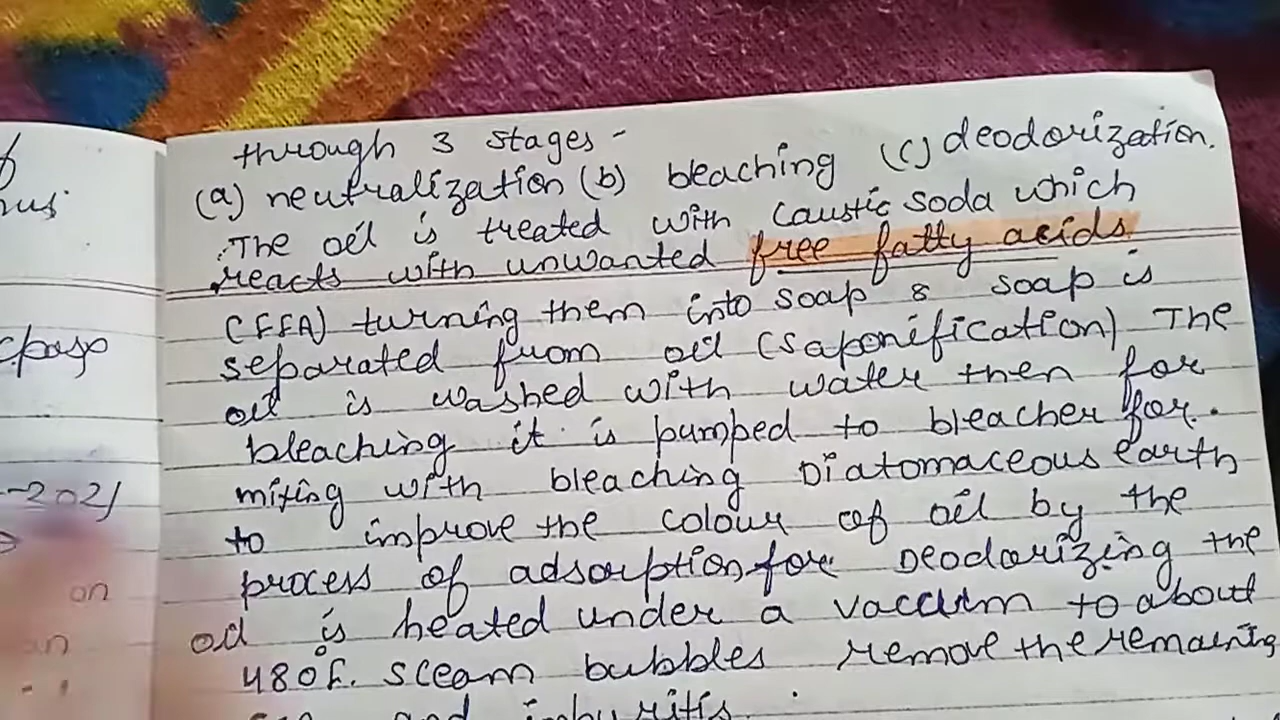 through 3 stages -
(a) neutralization (b) bleaching (c) deodorization.
The oil is treated with caustic soda which
reacts with unwanted free fatty acids
(FFA) turning them into soap & soap is
separated from oil (saponification) The
oil is washed with water then for
bleaching it is pumped to bleacher for
mixing with bleaching Diatomaceous earth
to improve the colour of oil by the
process of adsorption for Deodorizing the
oil is heated under a vaccum to about
480°F. steam bubbles remove the remaining
and
-2021
on